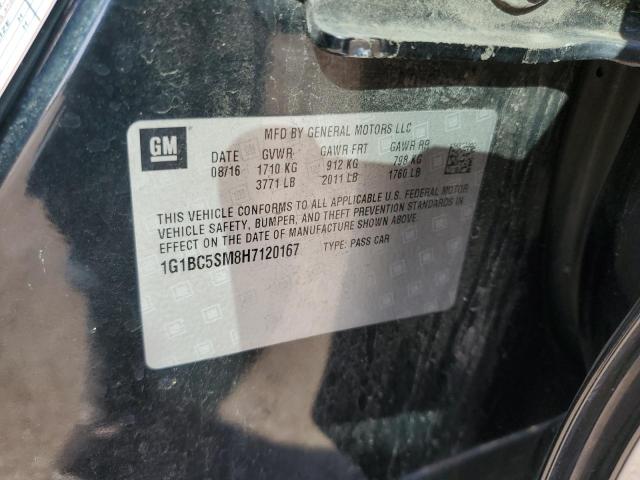 GM
MFD BY GENERAL MOTORS LLC
DATE GVWR GAWR FRT GAWR RR
08/16 1710 KG 912 KG 798 KG
3771 LB 2011 LB 1760 LB
THIS VEHICLE CONFORMS TO ALL APPLICABLE U.S. FEDERAL MOTOR
VEHICLE SAFETY, BUMPER, AND THEFT PREVENTION STANDARDS IN
EFFECT ON THE DATE OF MANUFACTURE SHOWN ABOVE.
1G1BC5SM8H7120167 TYPE: PASS CAR